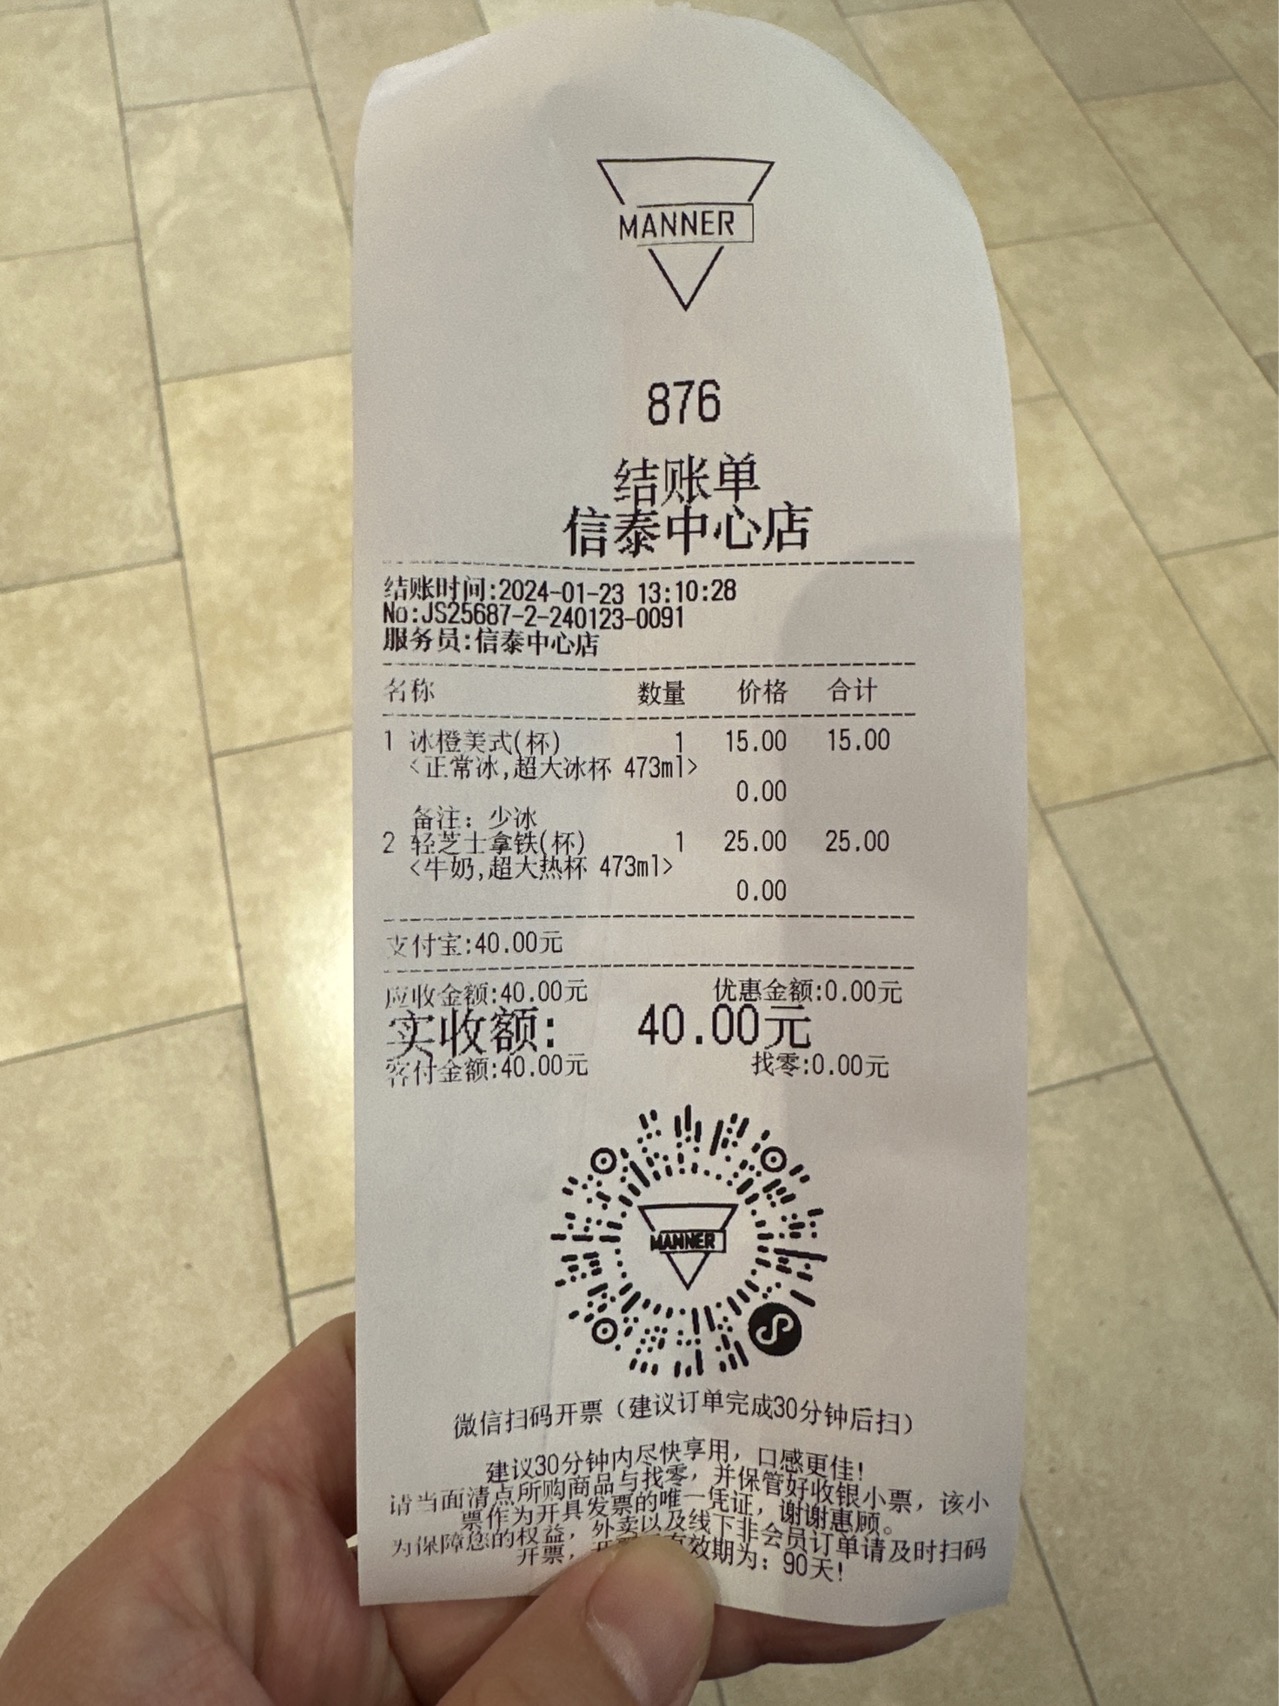 MANNER
876
结账单
信泰中心店
结账时间:2024-01-23 13:10:28
No:JS25687-2-240123-0091
服务员:信泰中心店
名称 数量 价格 合计
1 冰橙美式(杯) 1 15.00 15.00
<正常冰,超大冰杯 473ml>
0.00
备注: 少冰
2 轻芝士拿铁(杯) 1 25.00 25.00
<牛奶,超大热杯 473ml>
0.00
支付宝:40.00元
应收金额:40.00元 优惠金额:0.00元
实收额: 40.00元
客付金额:40.00元 找零:0.00元
MANNER
微信扫码开票（建议订单完成30分钟后扫）
建议30分钟内尽快享用，口感更佳!
请当面清点所购商品与找零，并保管好收银小票，该小
票作为开具发票的唯一凭证，谢谢惠顾。
为保障您的权益，外卖以及线下非会员订单请及时扫码
开票，有效期为：90天!